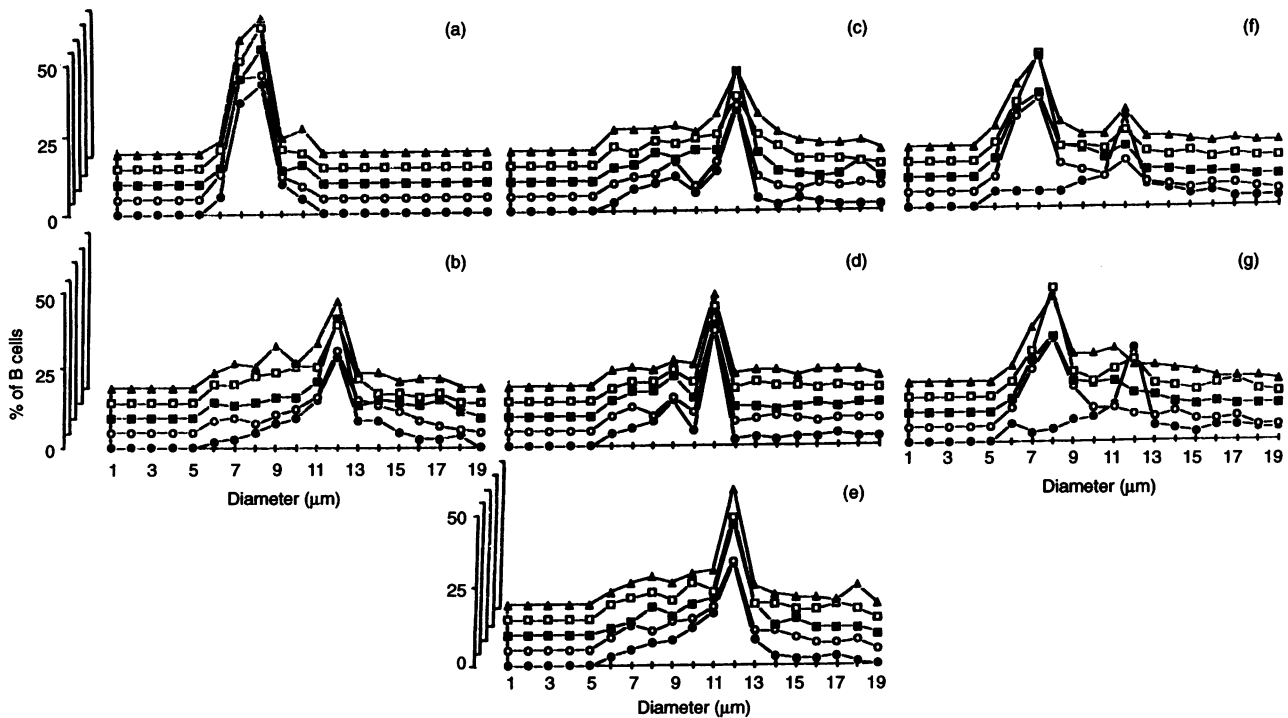 (a)
(c)
(f)
50
25
0
(b)
(d)
(g)
% of B cells
50
25
0
1 3 5 7 9 11 13 15 17 19
Diameter (μm)
1 3 5 7 9 11 13 15 17 19
Diameter (μm)
(e)
50
25
0
1 3 5 7 9 11 13 15 17 19
Diameter (μm)